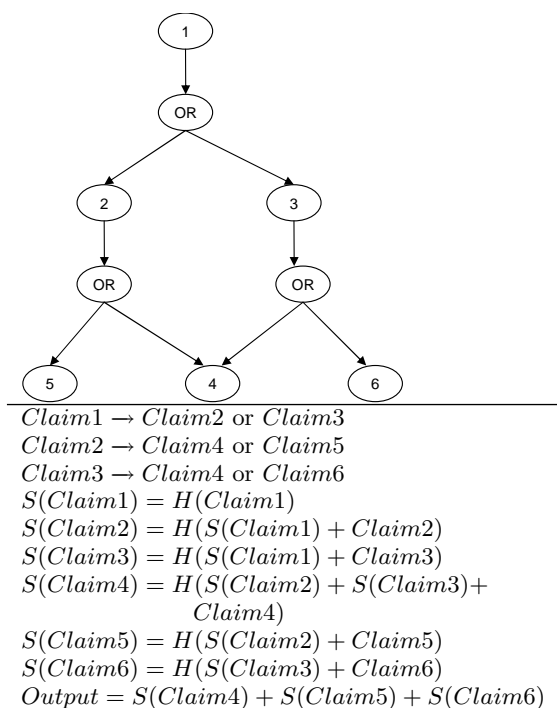 1
OR
2 3
OR OR
5 4 6
Claim1 → Claim2 or Claim3
Claim2 → Claim4 or Claim5
Claim3 → Claim4 or Claim6
S(Claim1) = H(Claim1)
S(Claim2) = H(S(Claim1) + Claim2)
S(Claim3) = H(S(Claim1) + Claim3)
S(Claim4) = H(S(Claim2) + S(Claim3)+
Claim4)
S(Claim5) = H(S(Claim2) + Claim5)
S(Claim6) = H(S(Claim3) + Claim6)
Output = S(Claim4) + S(Claim5) + S(Claim6)